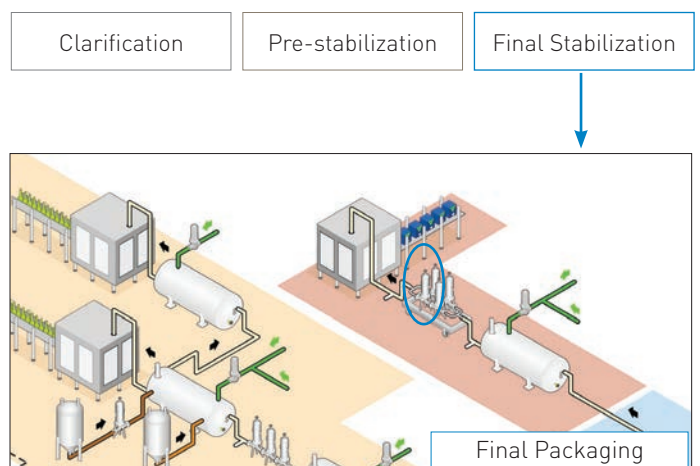 Clarification
Pre-stabilization
Final Stabilization
Final Packaging